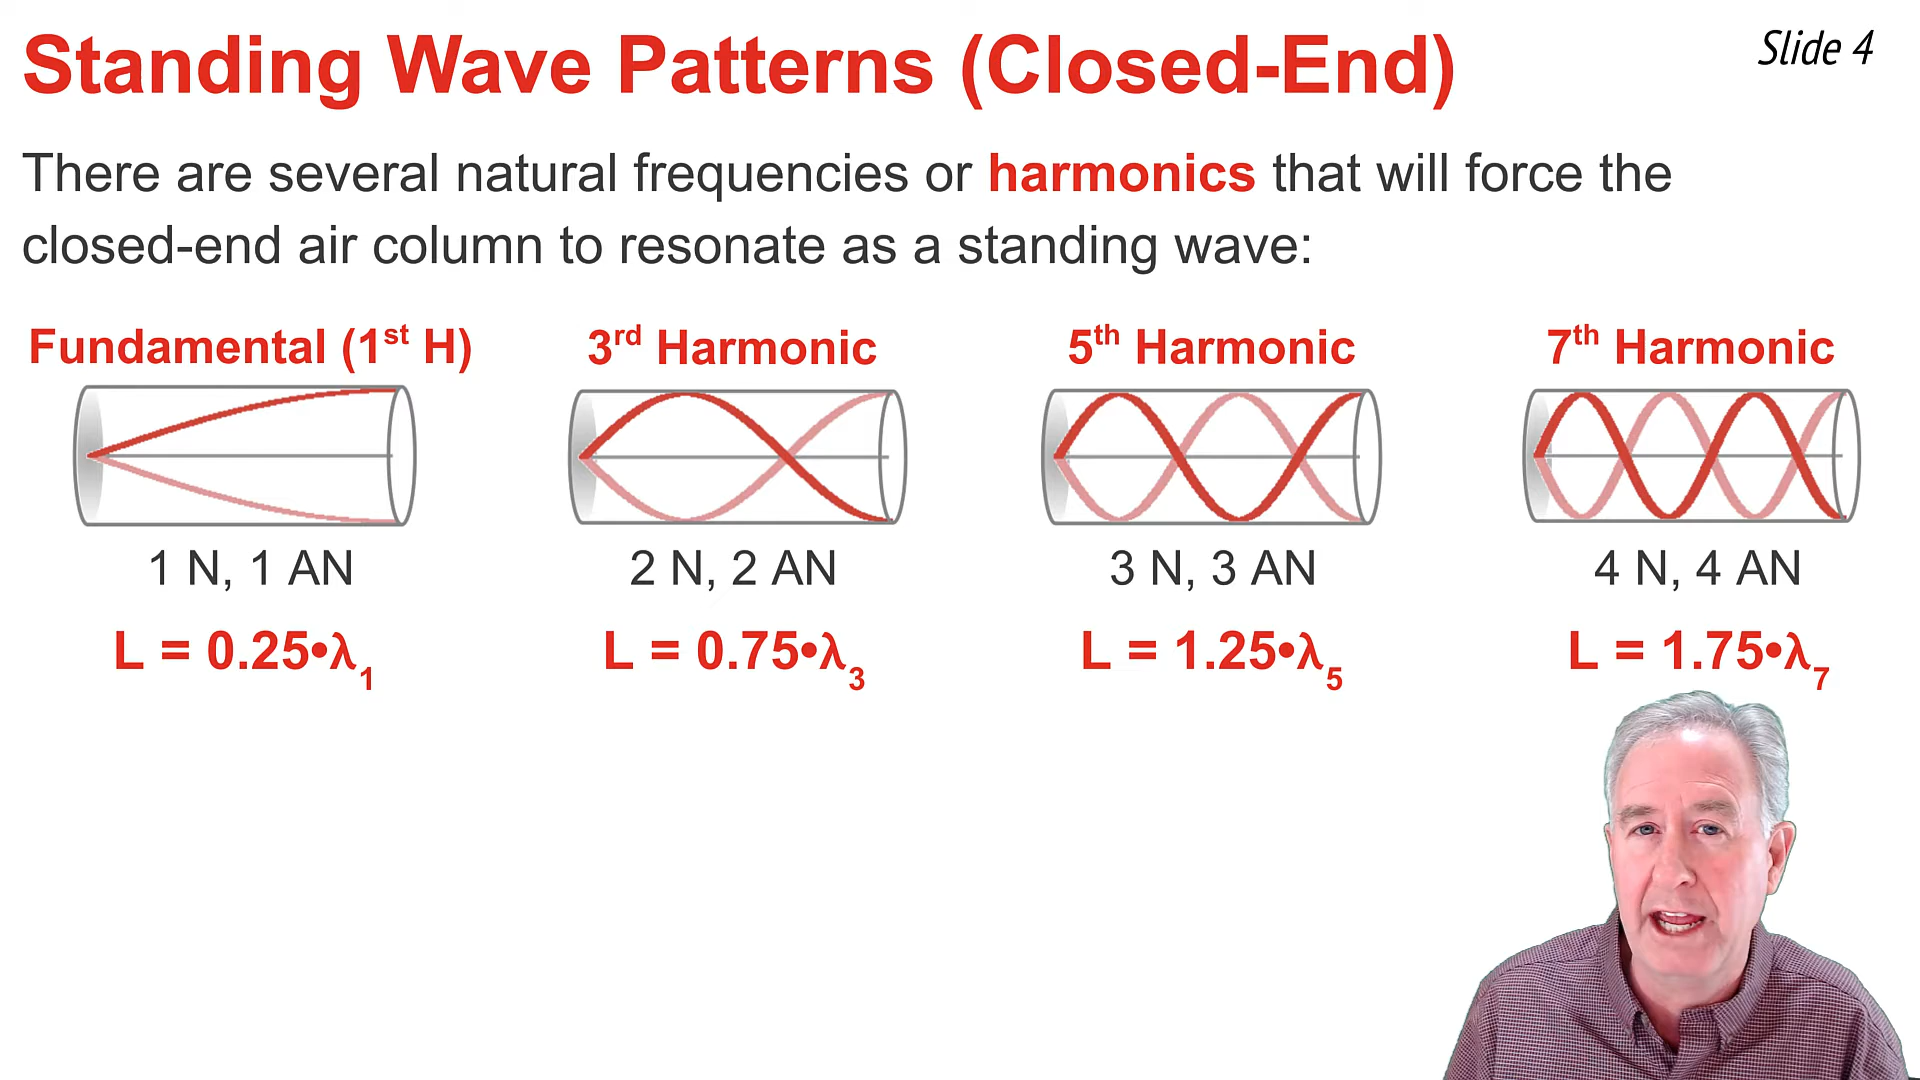 Standing Wave Patterns (Closed-End)
Slide 4
There are several natural frequencies or harmonics that will force the
closed-end air column to resonate as a standing wave:
Fundamental (1st H)
3rd Harmonic
5th Harmonic
7th Harmonic
1 N, 1 AN
2 N, 2 AN
3 N, 3 AN
4 N, 4 AN
L = 0.25•λ1
L = 0.75•λ3
L = 1.25•λ5
L = 1.75•λ7